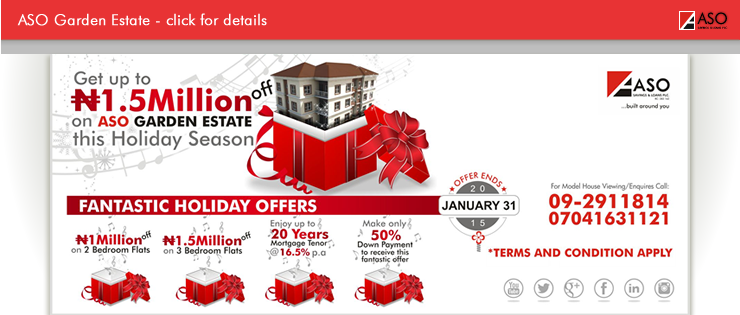 ASO Garden Estate - click for details
ASO
SAVINGS & LOANS PLC
Get up to
₦1.5Million off
on ASO GARDEN ESTATE
this Holiday Season
ASO
SAVINGS & LOANS PLC
...built around you
FANTASTIC HOLIDAY OFFERS
OFFER ENDS
20
JANUARY 31
15
For Model House Viewing/Enquires Call:
09-2911814
07041631121
*TERMS AND CONDITION APPLY
₦1Million off
on 2 Bedroom Flats
₦1.5Million off
on 3 Bedroom Flats
Enjoy up to
20 Years
Mortgage Tenor
@ 16.5% p.a
Make only
50%
Down Payment
to receive this
fantastic offer
You
Tube
g+
f
in